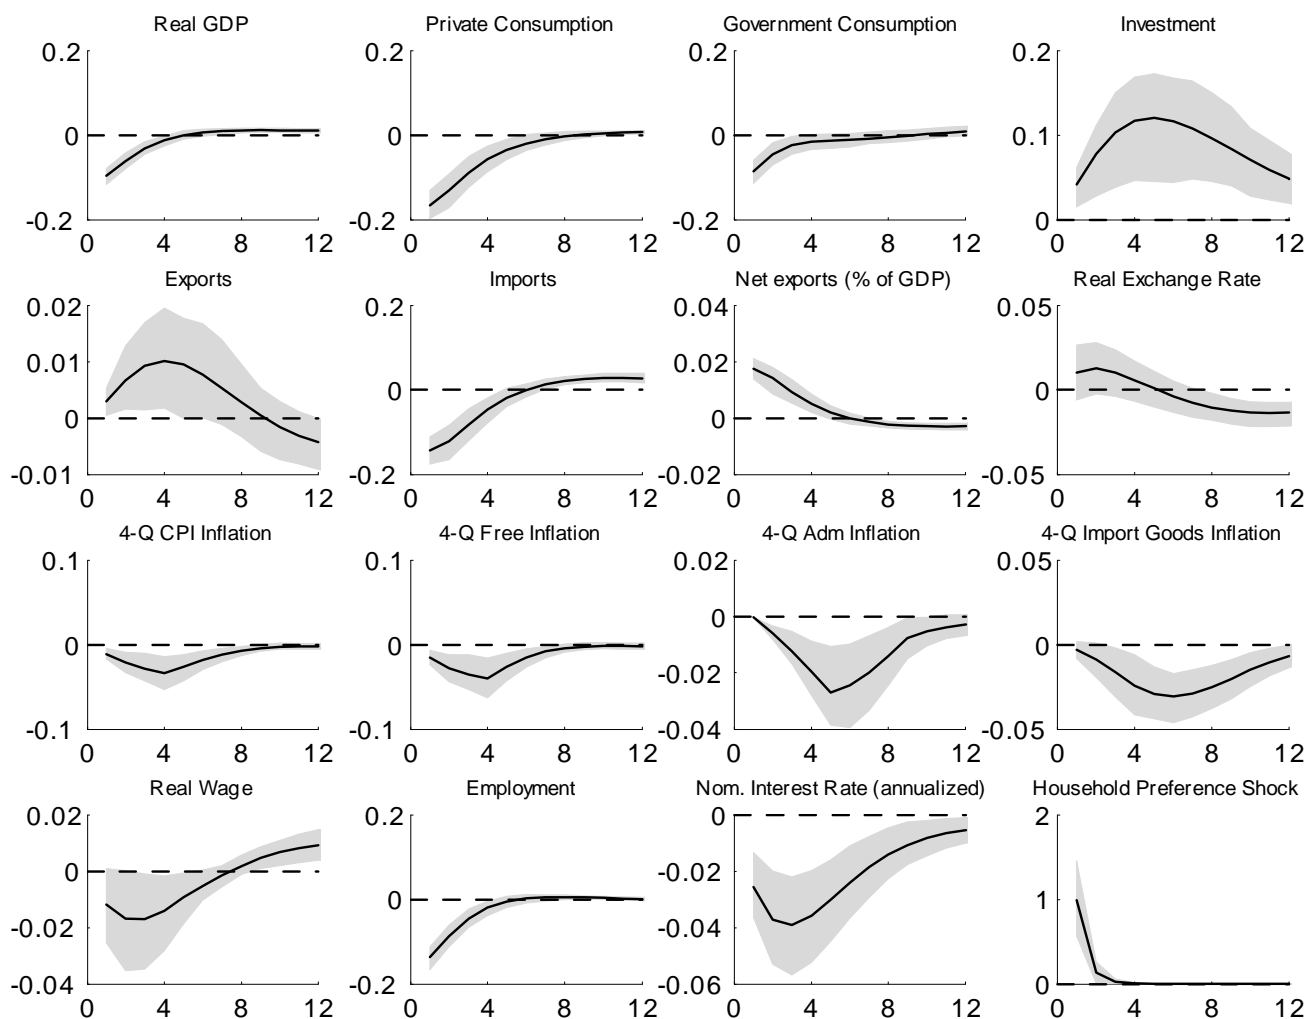 Real GDP
0.2
0
-0.2
0 4 8 12
Private Consumption
0.2
0
-0.2
0 4 8 12
Government Consumption
0.2
0
-0.2
0 4 8 12
Investment
0.2
0.1
0
0 4 8 12
Exports
0.02
0.01
0
-0.01
0 4 8 12
Imports
0.2
0
-0.2
0 4 8 12
Net exports (% of GDP)
0.04
0.02
0
-0.02
0 4 8 12
Real Exchange Rate
0.05
0
-0.05
0 4 8 12
4-Q CPI Inflation
0.1
0
-0.1
0 4 8 12
4-Q Free Inflation
0.1
0
-0.1
0 4 8 12
4-Q Adm Inflation
0.02
0
-0.02
-0.04
0 4 8 12
4-Q Import Goods Inflation
0.05
0
-0.05
0 4 8 12
Real Wage
0.02
0
-0.02
-0.04
0 4 8 12
Employment
0.2
0
-0.2
0 4 8 12
Nom. Interest Rate (annualized)
0
-0.02
-0.04
-0.06
0 4 8 12
Household Preference Shock
2
1
0
0 4 8 12